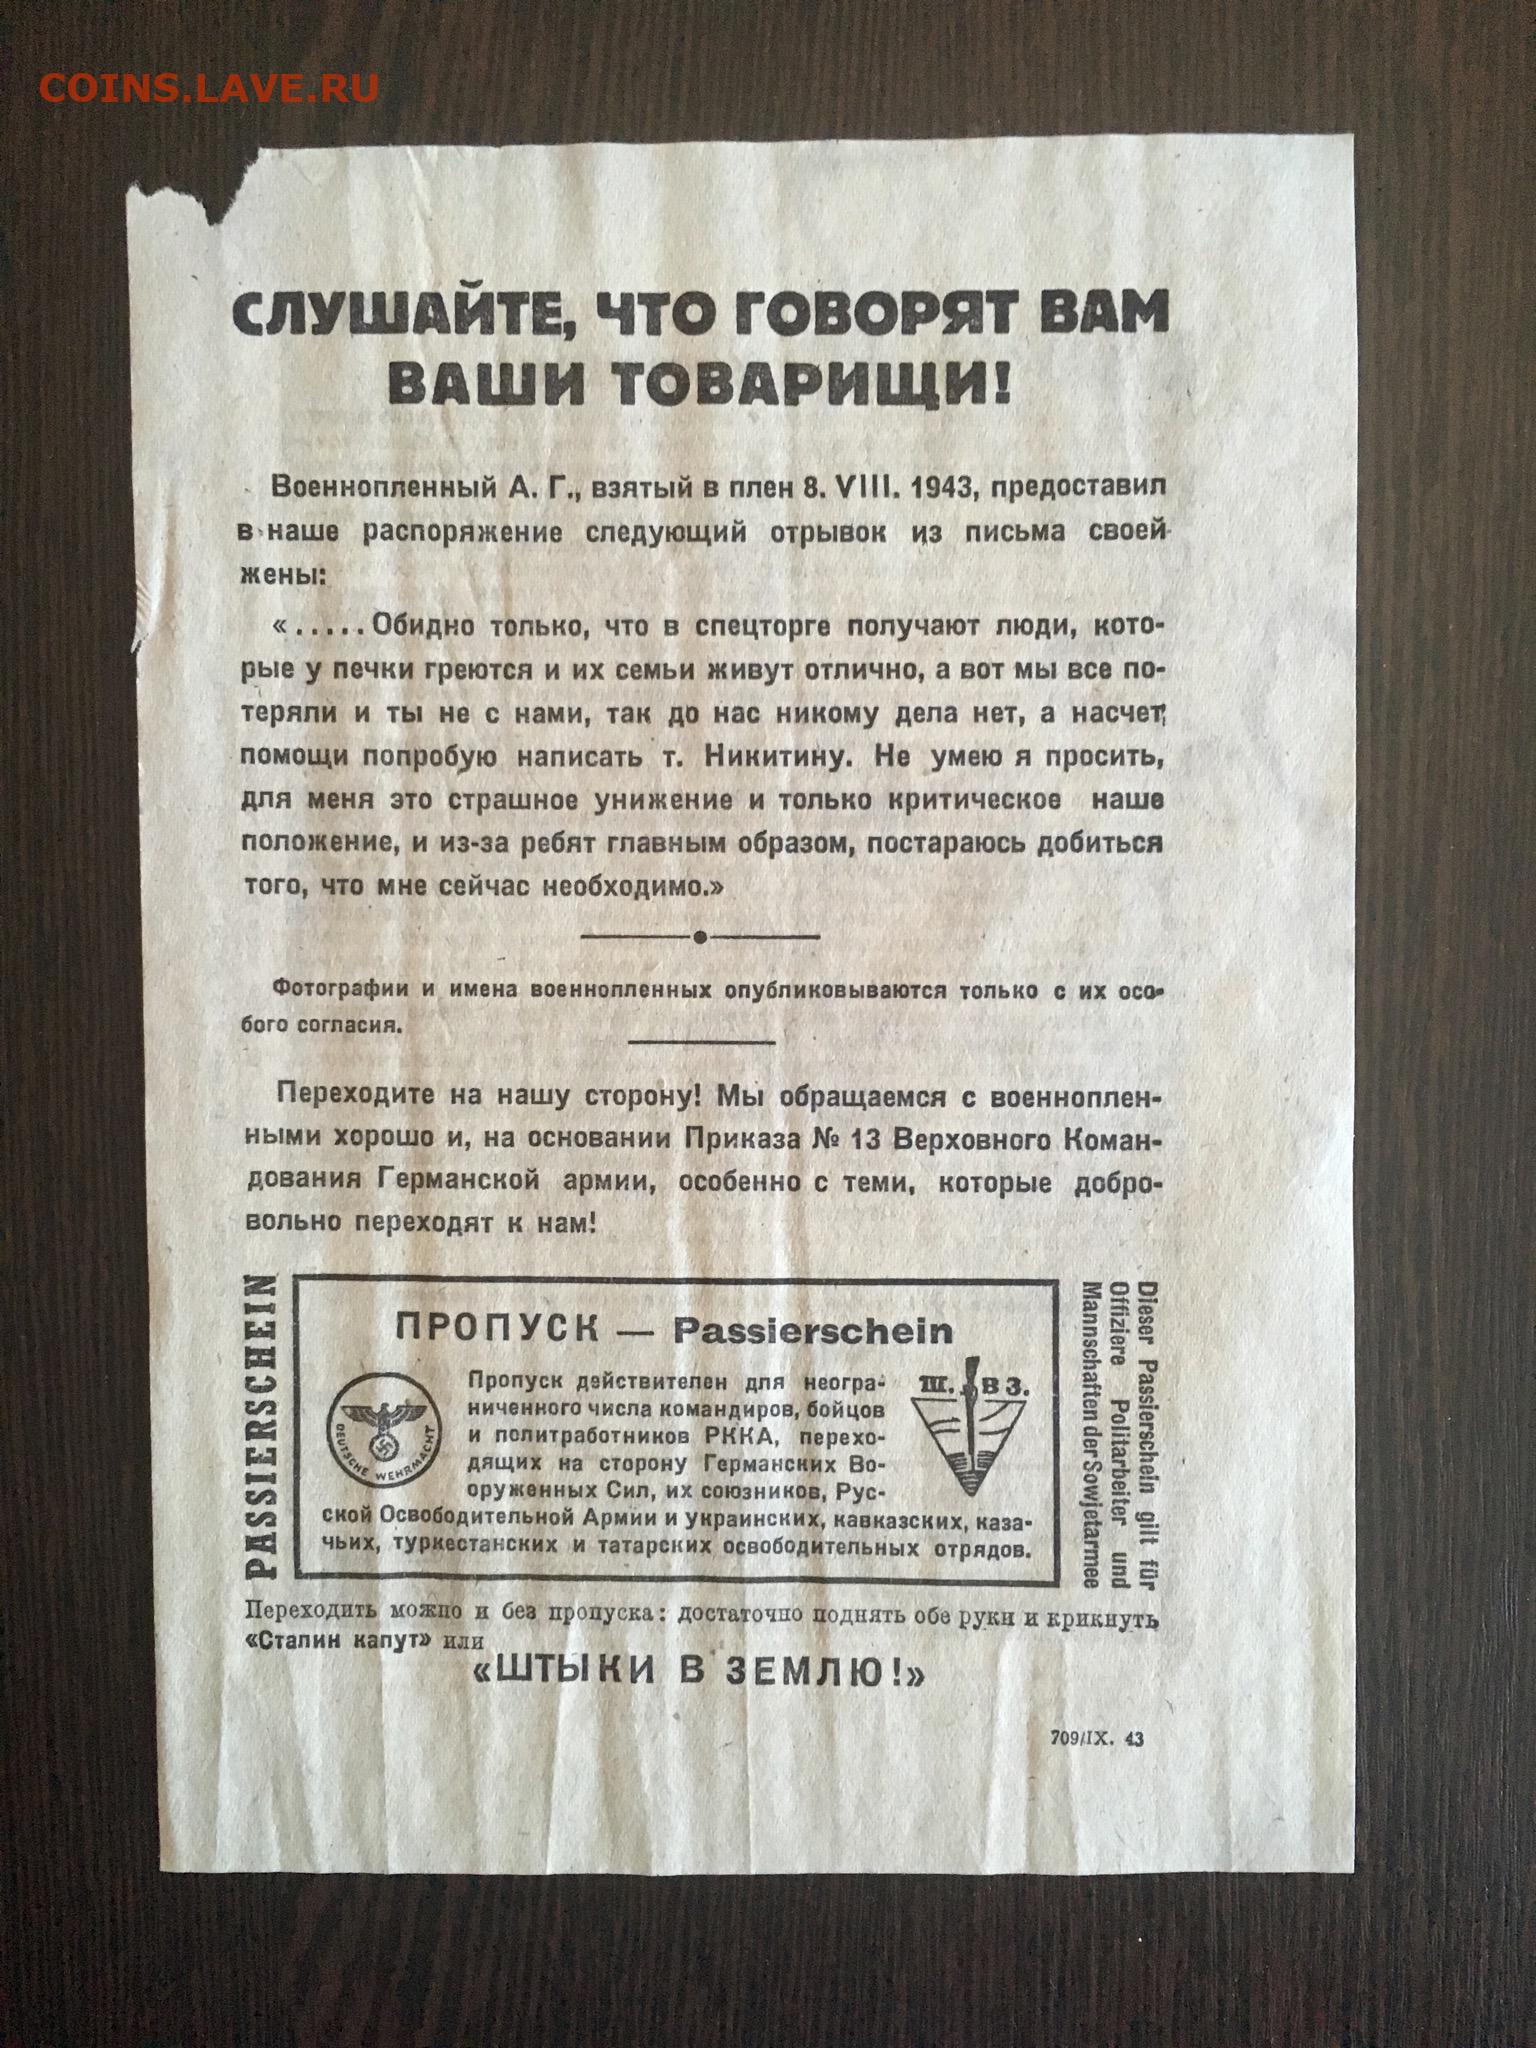 COINS.LAVE.RU
СЛУШАЙТЕ, ЧТО ГОВОРЯТ ВАМ
ВАШИ ТОВАРИЩИ!
Военнопленный А. Г., взятый в плен 8. VIII. 1943, предоставил
в наше распоряжение следующий отрывок из письма своей
жены:
«.....Обидно только, что в спецторге получают люди, кото-
рые у печки греются и их семьи живут отлично, а вот мы все по-
теряли и ты не с нами, так до нас никому дела нет, а насчет
помощи попробую написать т. Никитину. Не умею я просить,
для меня это страшное унижение и только критическое наше
положение, и из-за ребят главным образом, постараюсь добиться
того, что мне сейчас необходимо.»
Фотографии и имена военнопленных опубликовываются только с их осо-
бого согласия.
Переходите на нашу сторону! Мы обращаемся с военноплен-
ными хорошо и, на основании Приказа № 13 Верховного Коман-
дования Германской армии, особенно с теми, которые добро-
вольно переходят к нам!
PASSIERSCHEIN
ПРОПУСК — Passierschein
Пропуск действителен для неогра-
ниченного числа командиров, бойцов
и политработников РККА, перехо-
дящих на сторону Германских Во-
оруженных Сил, их союзников, Рус-
ской Освободительной Армии и украинских, кавказских, каза-
чьих, туркестанских и татарских освободительных отрядов.
DEUTSCHE WEHRMACHT
Ш. В З.
Dieser Passierschein gilt für
Offiziere Politarbeiter und
Mannschaften der Sowjetarmee
Переходить можно и без пропуска: достаточно поднять обе руки и крикнуть
«Сталин капут» или
«ШТЫКИ В ЗЕМЛЮ!»
709/IX. 43